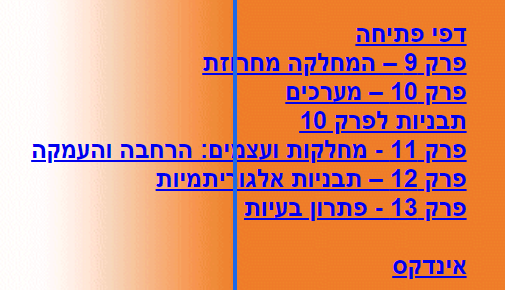 דפי פתיחה
פרק 9 – המחלקה מחרוזת
פרק 10 – מערכים
תבניות לפרק 10
פרק 11 - מחלקות ועצמים: הרחבה והעמקה
פרק 12 – תבניות אלגוריתמיות
פרק 13 - פתרון בעיות
אינדקס